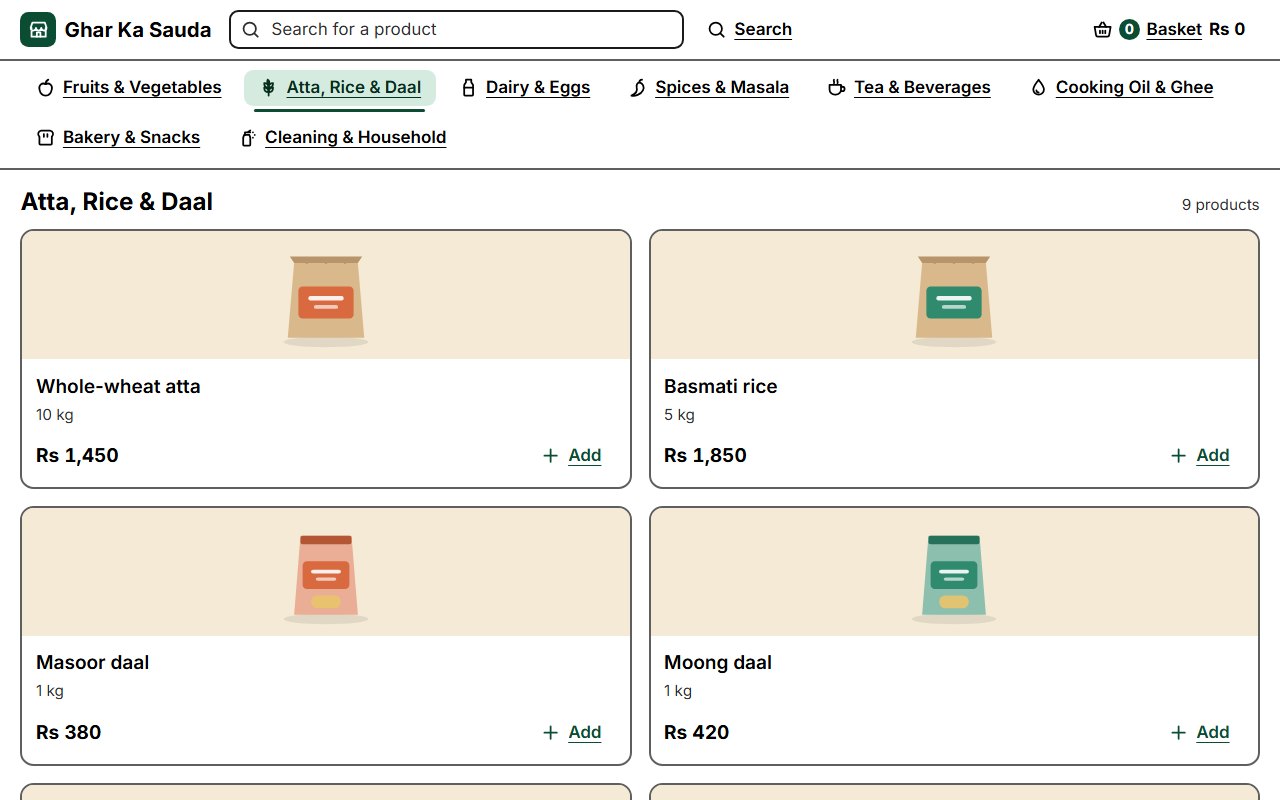 Ghar Ka Sauda
Search for a product
Search
0 Basket Rs 0
Fruits & Vegetables
Atta, Rice & Daal
Dairy & Eggs
Spices & Masala
Tea & Beverages
Cooking Oil & Ghee
Bakery & Snacks
Cleaning & Household
Atta, Rice & Daal
9 products
Whole-wheat atta
10 kg
Rs 1,450
Add
Basmati rice
5 kg
Rs 1,850
Add
Masoor daal
1 kg
Rs 380
Add
Moong daal
1 kg
Rs 420
Add